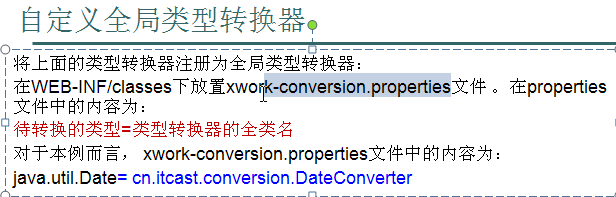 自定义全局类型转换器
将上面的类型转换器注册为全局类型转换器：
在WEB-INF/classes下放置xwork-conversion.properties文件 。在properties
文件中的内容为：
待转换的类型=类型转换器的全类名
对于本例而言， xwork-conversion.properties文件中的内容为：
java.util.Date= cn.itcast.conversion.DateConverter